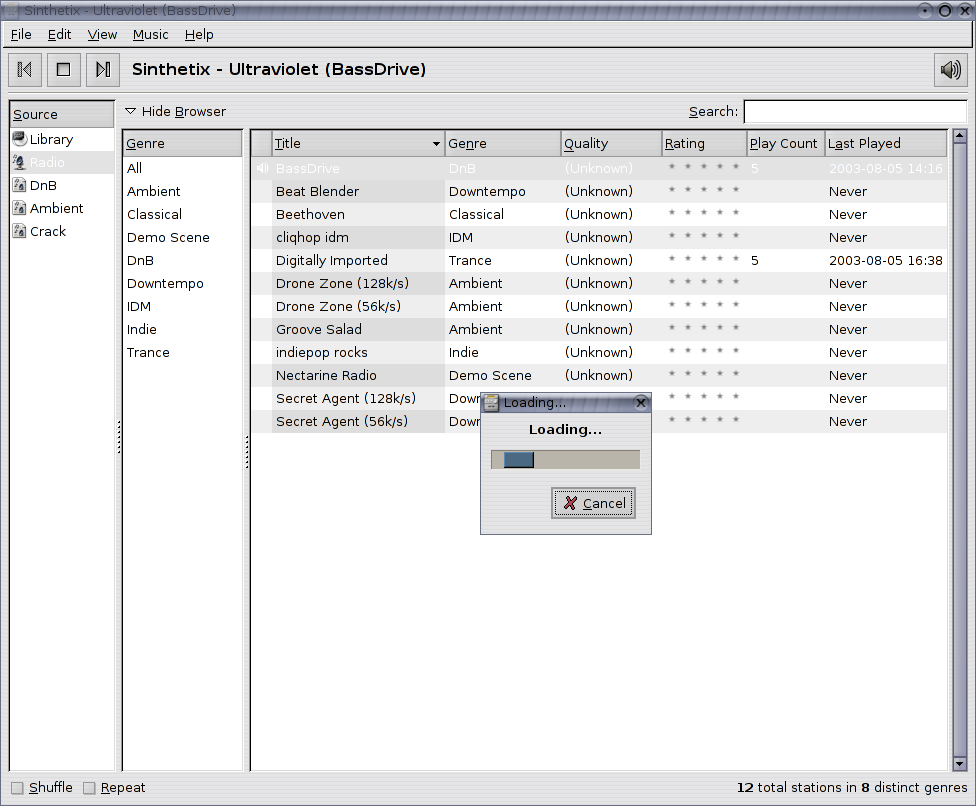 Sinthetix - Ultraviolet (BassDrive)
File Edit View Music Help
Sinthetix - Ultraviolet (BassDrive)
Source
Library
Radio
DnB
Ambient
Crack
Hide Browser Search:
Genre
All
Ambient
Classical
Demo Scene
DnB
Downtempo
IDM
Indie
Trance
Title Genre Quality Rating Play Count Last Played
BassDrive DnB (Unknown) * * * * * 5 2003-08-05 14:16
Beat Blender Downtempo (Unknown) * * * * * Never
Beethoven Classical (Unknown) * * * * * Never
cliqhop idm IDM (Unknown) * * * * * Never
Digitally Imported Trance (Unknown) * * * * * 5 2003-08-05 16:38
Drone Zone (128k/s) Ambient (Unknown) * * * * * Never
Drone Zone (56k/s) Ambient (Unknown) * * * * * Never
Groove Salad Ambient (Unknown) * * * * * Never
indiepop rocks Indie (Unknown) * * * * * Never
Nectarine Radio Demo Scene (Unknown) * * * * * Never
Secret Agent (128k/s) Dow * * * * * Never
Secret Agent (56k/s) Dow * * * * * Never
Loading...
Loading...
Cancel
Shuffle Repeat 12 total stations in 8 distinct genres